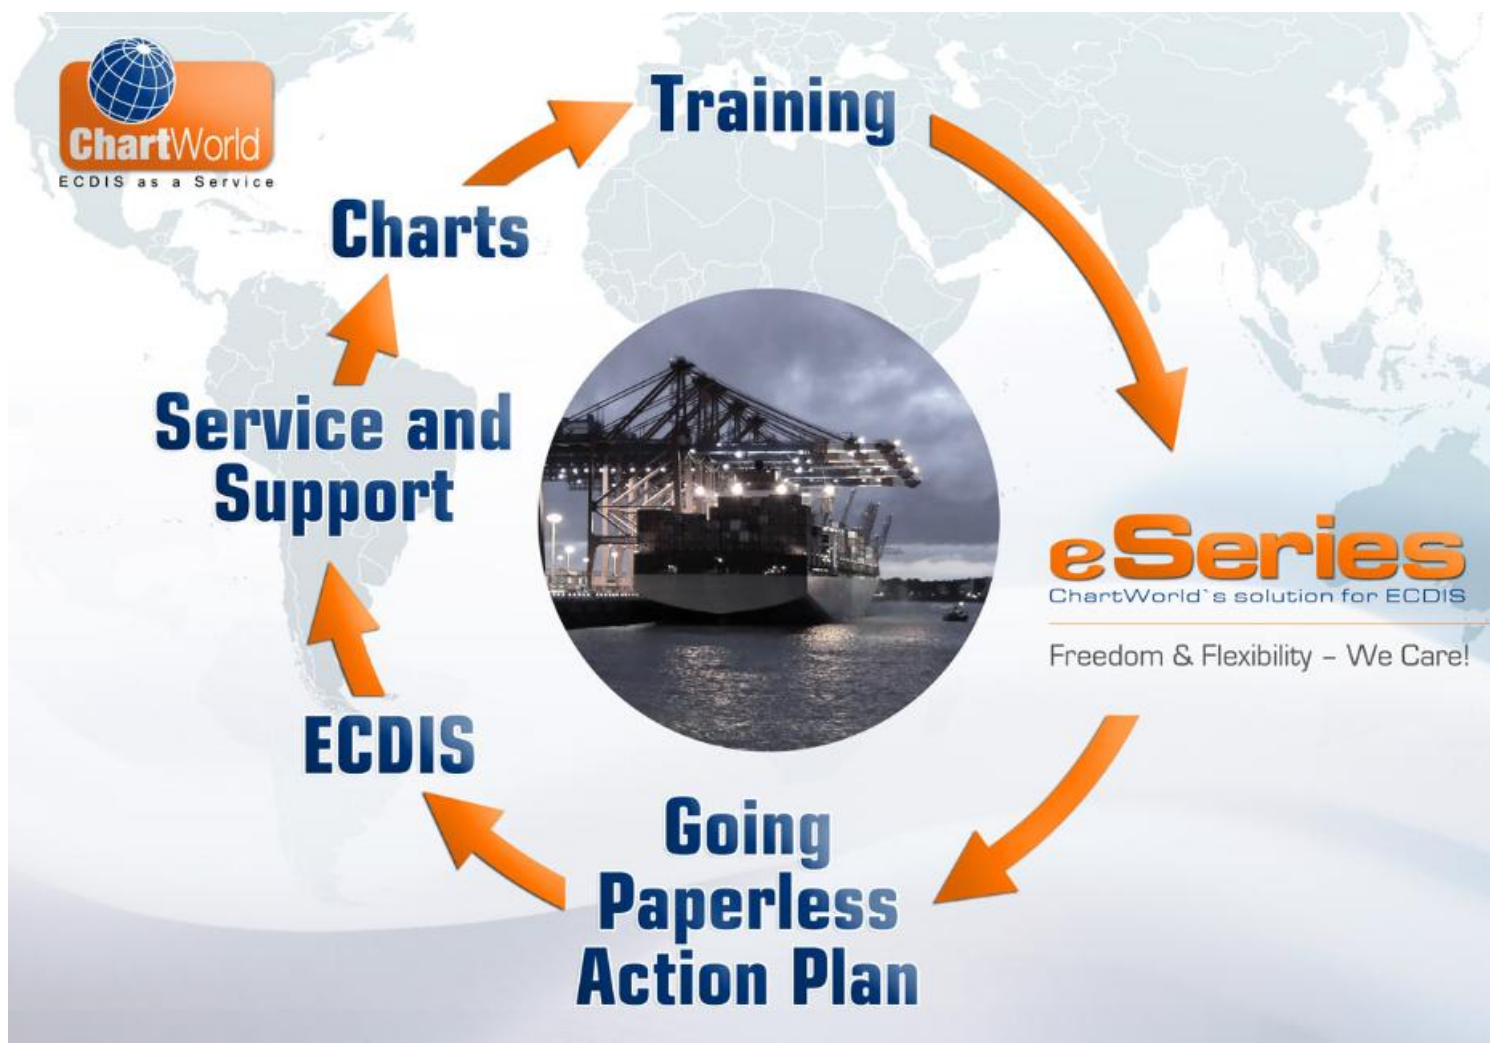 ChartWorld
ECDIS as a Service
Training
Charts
Service and
Support
eSeries
ChartWorld`s solution for ECDIS
Freedom & Flexibility – We Care!
ECDIS
Going
Paperless
Action Plan